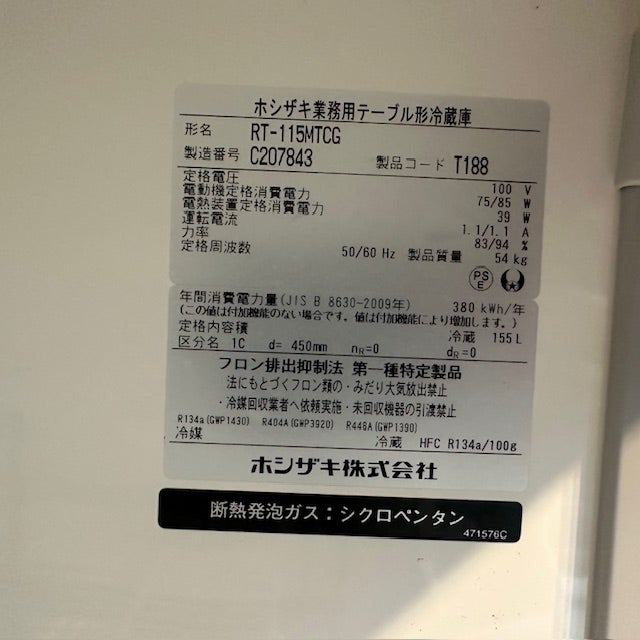 ホシザキ業務用テーブル形冷蔵庫
形名 RT-115MTCG
製造番号 C207843 製品コード T188
定格電圧 100 V
電動機定格消費電力 75/85 W
電熱装置定格消費電力 39 W
運転電流 1.1/1.1 A
力率 83/94 %
定格周波数 50/60 Hz 製品質量 54 kg
PS
E
年間消費電力量(JIS B 8630-2009年) 380 kWh/年
(この値は付加機能のない場合です。値は付加機能により増加します。)
定格内容積 冷蔵 155 L
区分名 1C d= 450mm nR=0 dR=0
フロン排出抑制法 第一種特定製品
法にもとづくフロン類の・みだり大気放出禁止
・冷媒回収業者へ依頼実施・未回収機器の引渡禁止
R134a(GWP1430) R404A(GWP3920) R448A(GWP1390)
冷媒 冷蔵 HFC R134a/100g
ホシザキ株式会社
断熱発泡ガス：シクロペンタン
471576C